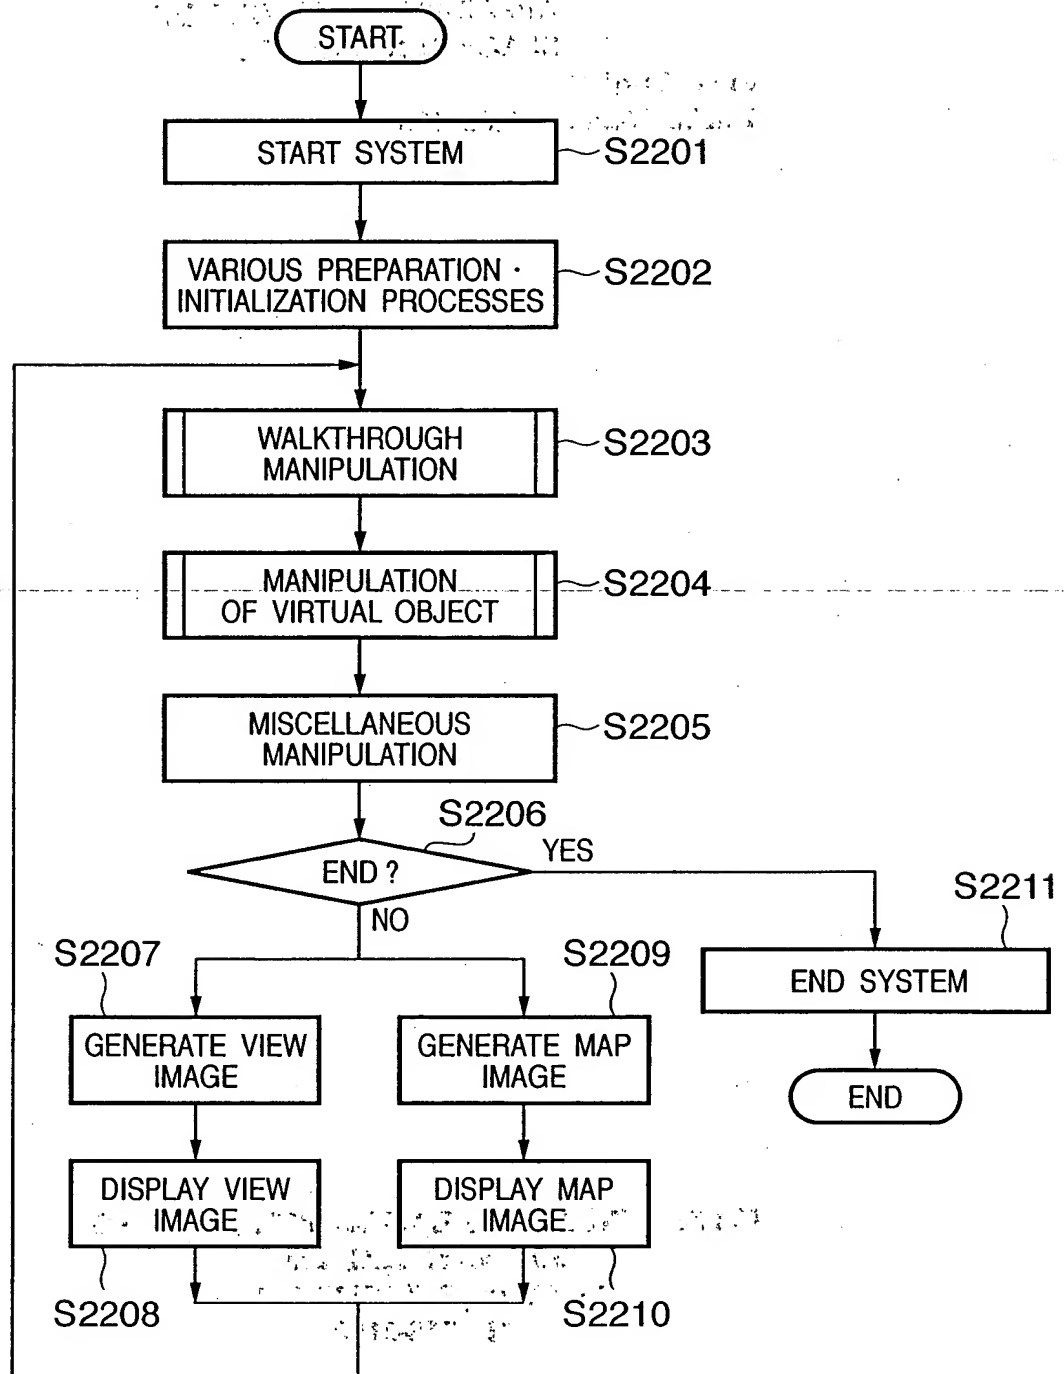 START
START SYSTEM
S2201
VARIOUS PREPARATION ·
INITIALIZATION PROCESSES
S2202
WALKTHROUGH
MANIPULATION
S2203
MANIPULATION
OF VIRTUAL OBJECT
S2204
MISCELLANEOUS
MANIPULATION
S2205
S2206
END ?
YES
NO
S2207
GENERATE VIEW
IMAGE
S2209
GENERATE MAP
IMAGE
S2211
END SYSTEM
END
DISPLAY VIEW
IMAGE
S2208
DISPLAY MAP
IMAGE
S2210